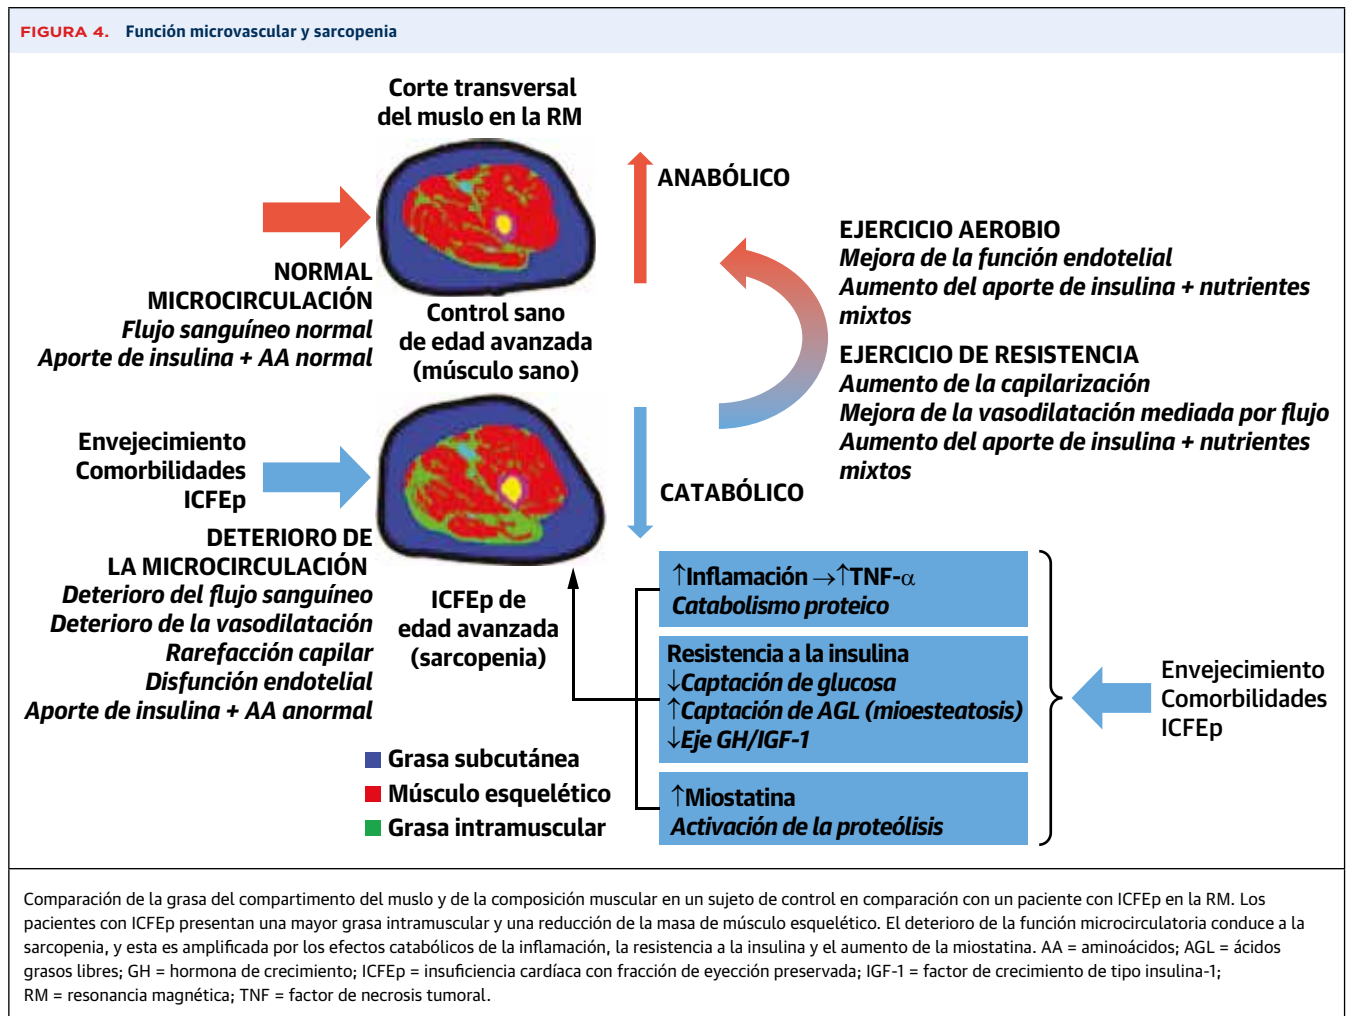 FIGURA 4. Función microvascular y sarcopenia
Corte transversal
del muslo en la RM
NORMAL
MICROCIRCULACIÓN
Flujo sanguíneo normal
Aporte de insulina + AA normal
Control sano
de edad avanzada
(músculo sano)
ANABÓLICO
CATABÓLICO
EJERCICIO AEROBIO
Mejora de la función endotelial
Aumento del aporte de insulina + nutrientes
mixtos
EJERCICIO DE RESISTENCIA
Aumento de la capilarización
Mejora de la vasodilatación mediada por flujo
Aumento del aporte de insulina + nutrientes
mixtos
Envejecimiento
Comorbilidades
ICFEp
DETERIORO DE
LA MICROCIRCULACIÓN
Deterioro del flujo sanguíneo
Deterioro de la vasodilatación
Rarefacción capilar
Disfunción endotelial
Aporte de insulina + AA anormal
ICFEp de
edad avanzada
(sarcopenia)
↑Inflamación →↑TNF-α
Catabolismo proteico
Resistencia a la insulina
↓Captación de glucosa
↑Captación de AGL (mioesteatosis)
↓Eje GH/IGF-1
↑Miostatina
Activación de la proteólisis
Envejecimiento
Comorbilidades
ICFEp
Grasa subcutánea
Músculo esquelético
Grasa intramuscular
Comparación de la grasa del compartimento del muslo y de la composición muscular en un sujeto de control en comparación con un paciente con ICFEp en la RM. Los
pacientes con ICFEp presentan una mayor grasa intramuscular y una reducción de la masa de músculo esquelético. El deterioro de la función microcirculatoria conduce a la
sarcopenia, y esta es amplificada por los efectos catabólicos de la inflamación, la resistencia a la insulina y el aumento de la miostatina. AA = aminoácidos; AGL = ácidos
grasos libres; GH = hormona de crecimiento; ICFEp = insuficiencia cardíaca con fracción de eyección preservada; IGF-1 = factor de crecimiento de tipo insulina-1;
RM = resonancia magnética; TNF = factor de necrosis tumoral.